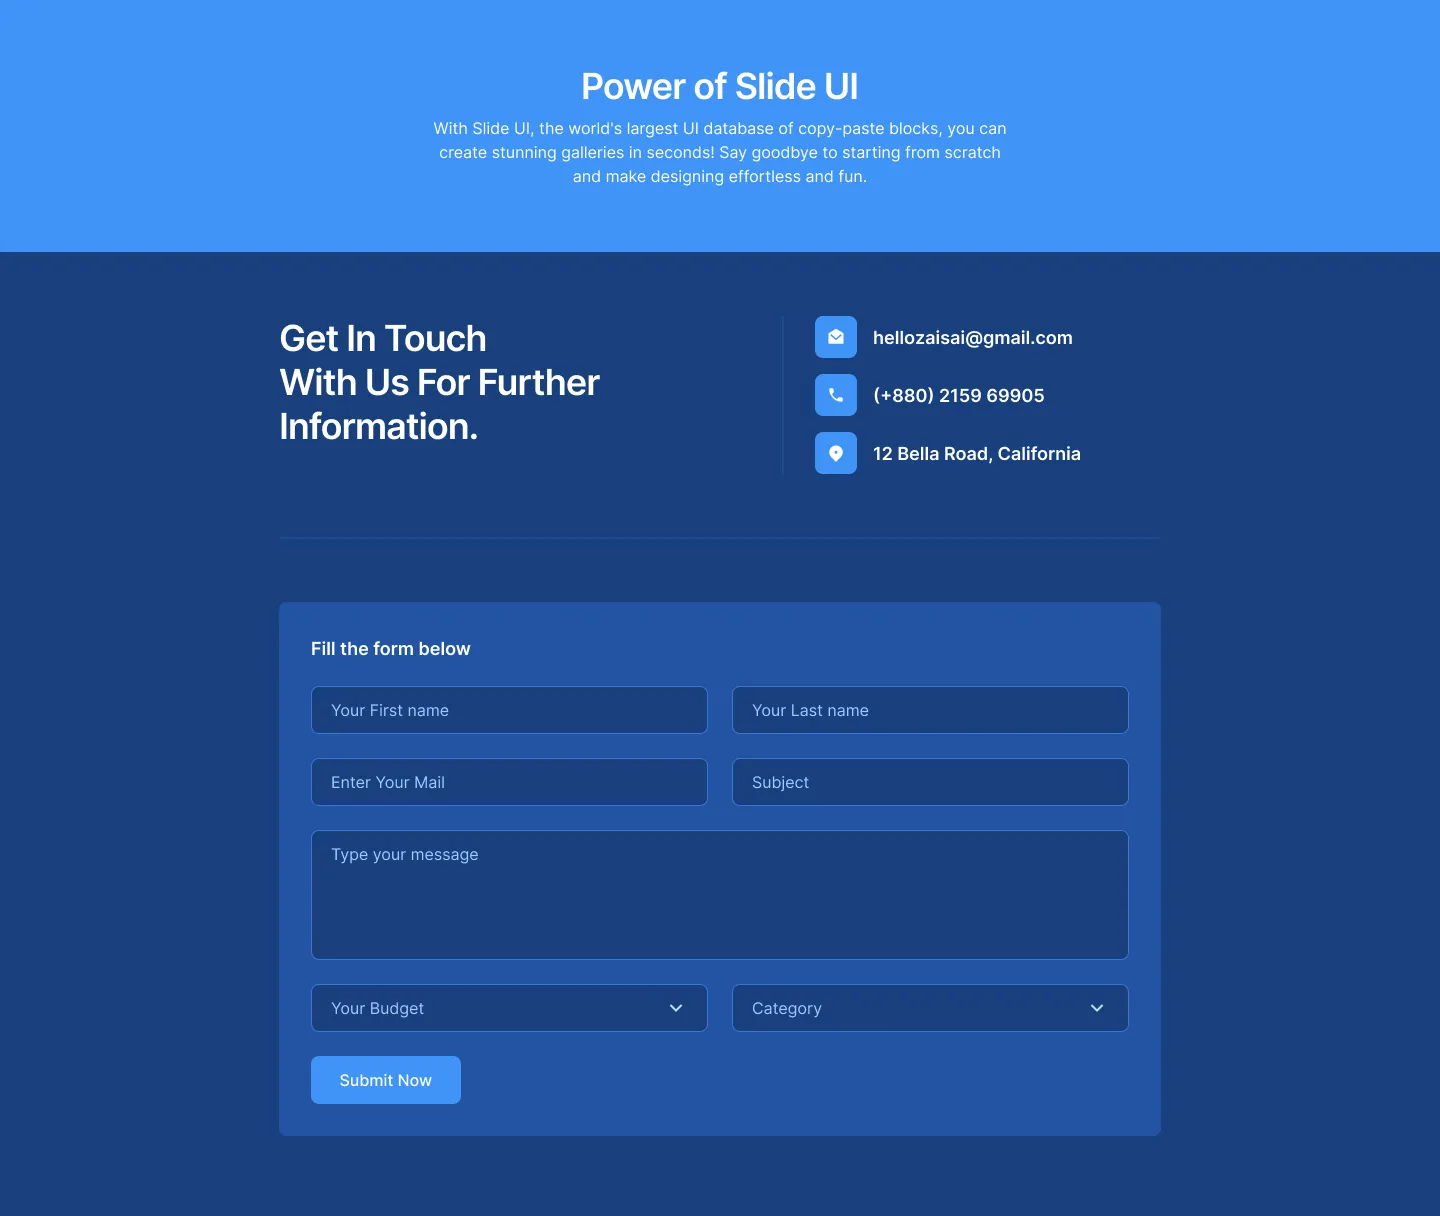 Power of Slide UI
With Slide UI, the world's largest UI database of copy-paste blocks, you can
create stunning galleries in seconds! Say goodbye to starting from scratch
and make designing effortless and fun.
Get In Touch
With Us For Further
Information.
hellozaisai@gmail.com
(+880) 2159 69905
12 Bella Road, California
Fill the form below
Your First name
Your Last name
Enter Your Mail
Subject
Type your message
Your Budget
Category
Submit Now